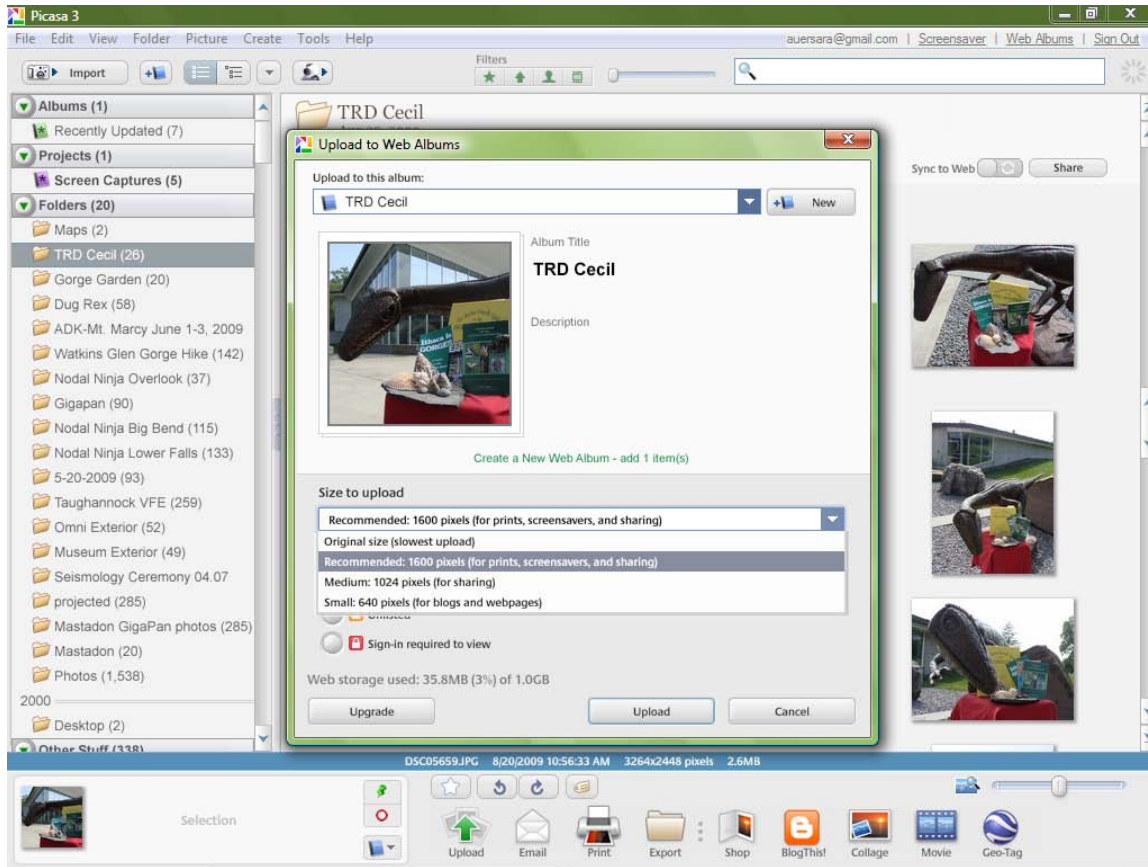 Picasa 3
File Edit View Folder Picture Create Tools Help
auersara@gmail.com | Screensaver | Web Albums | Sign Out
Import
Filters
Albums (1)
Recently Updated (7)
Projects (1)
Screen Captures (5)
Folders (20)
Maps (2)
TRD Cecil (26)
Gorge Garden (20)
Dug Rex (58)
ADK-Mt. Marcy June 1-3, 2009
Watkins Glen Gorge Hike (142)
Nodal Ninja Overlook (37)
Gigapan (90)
Nodal Ninja Big Bend (115)
Nodal Ninja Lower Falls (133)
5-20-2009 (93)
Taughannock VFE (259)
Omni Exterior (52)
Museum Exterior (49)
Seismology Ceremony 04.07
projected (285)
Mastadon GigaPan photos (285)
Mastadon (20)
Photos (1,538)
2000
Desktop (2)
Other Stuff (338)
TRD Cecil
Sync to Web
Share
Upload to Web Albums
Upload to this album:
TRD Cecil
New
Album Title
TRD Cecil
Description
Ithaca is
GORGES
Create a New Web Album - add 1 item(s)
Size to upload
Recommended: 1600 pixels (for prints, screensavers, and sharing)
Original size (slowest upload)
Recommended: 1600 pixels (for prints, screensavers, and sharing)
Medium: 1024 pixels (for sharing)
Small: 640 pixels (for blogs and webpages)
Unlisted
Sign-in required to view
Web storage used: 35.8MB (3%) of 1.0GB
Upgrade
Upload
Cancel
DSC05659.JPG 8/20/2009 10:56:33 AM 3264x2448 pixels 2.6MB
Selection
Upload
Email
Print
Export
Shop
BlogThis!
Collage
Movie
Geo-Tag